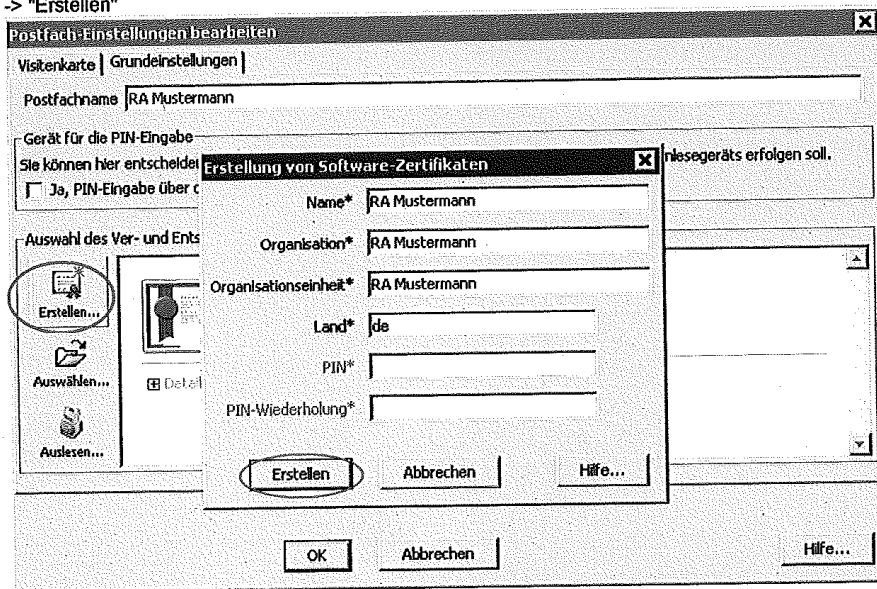 -> "Erstellen"
Postfach-Einstellungen bearbeiten
Visitenkarte
Grundeinstellungen
Postfachname RA Mustermann
Gerät für die PIN-Eingabe
Sie können hier entscheiden
nlesegeräts erfolgen soll.
Ja, PIN-Eingabe über
Auswahl des Ver- und Ents
Erstellen...
Auswählen...
Auslesen...
Detail
Erstellung von Software-Zertifikaten
Name* RA Mustermann
Organisation* RA Mustermann
Organisationseinheit* RA Mustermann
Land* de
PIN*
PIN-Wiederholung*
Erstellen
Abbrechen
Hilfe...
OK
Abbrechen
Hilfe...